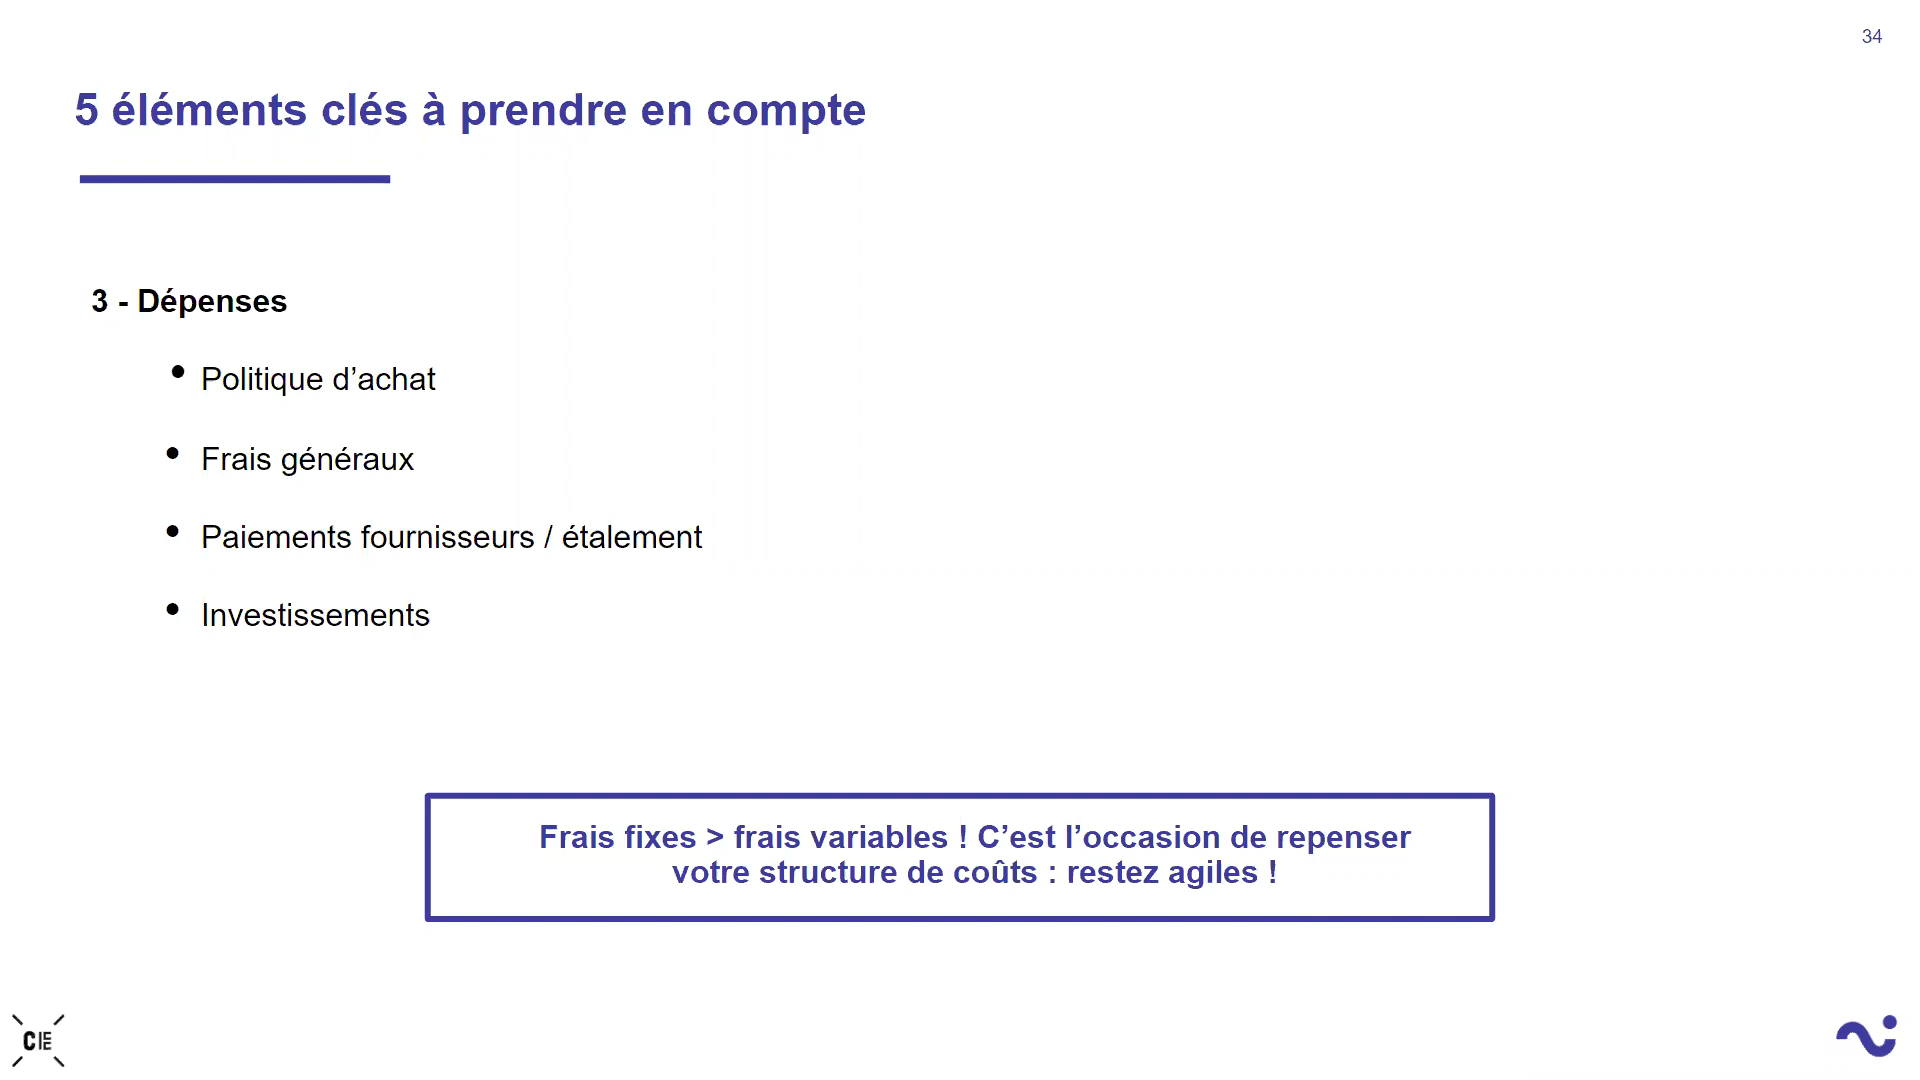 34
5 éléments clés à prendre en compte
3 - Dépenses
• Politique d’achat
• Frais généraux
• Paiements fournisseurs / étalement
• Investissements
Frais fixes > frais variables ! C’est l’occasion de repenser
votre structure de coûts : restez agiles !
CIE